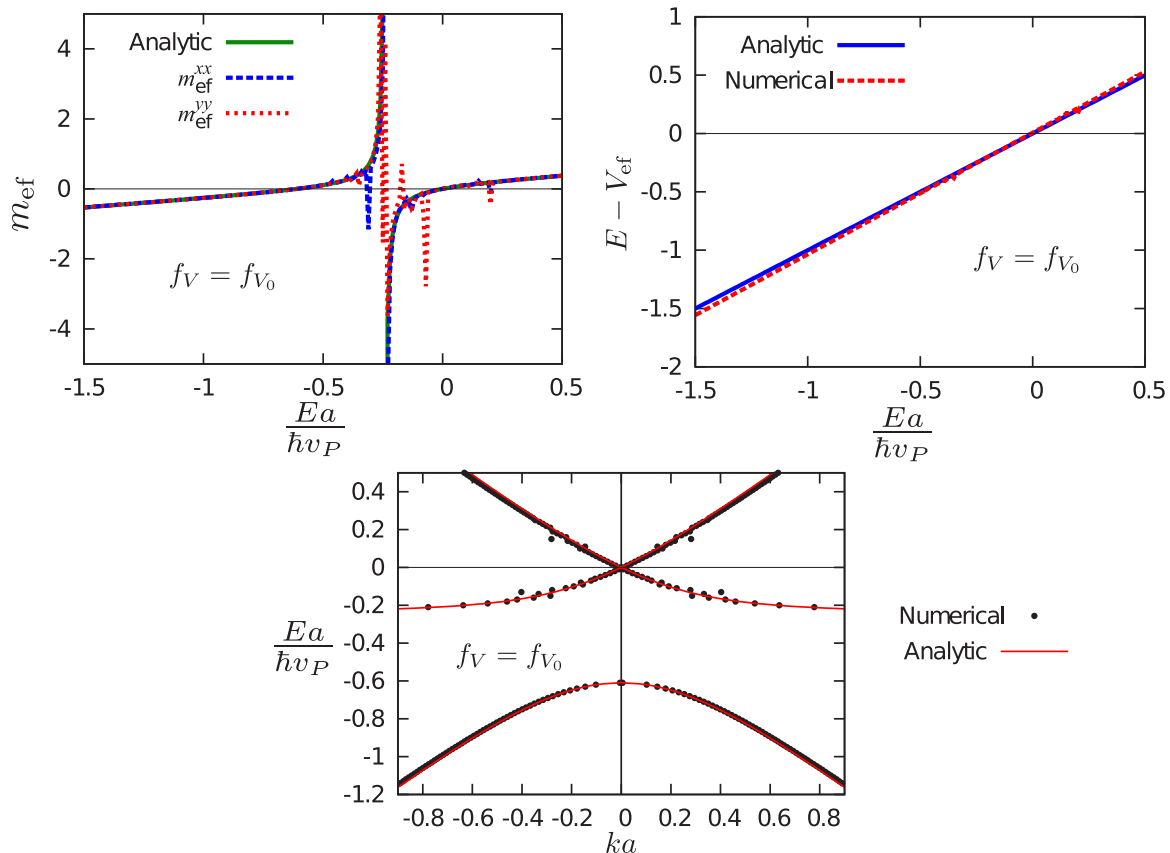 Analytic
m_ef^xx
m_ef^yy
4
2
0
-2
-4
m_ef
f_V = f_V_0
-1.5
-1
-0.5
0
0.5
Ea
ħv_P
Analytic
Numerical
1
0.5
0
-0.5
-1
-1.5
-2
E − V_ef
f_V = f_V_0
-1.5
-1
-0.5
0
0.5
Ea
ħv_P
0.4
0.2
0
-0.2
-0.4
-0.6
-0.8
-1
-1.2
Ea
ħv_P
f_V = f_V_0
-0.8 -0.6 -0.4 -0.2 0 0.2 0.4 0.6 0.8
ka
Numerical
Analytic